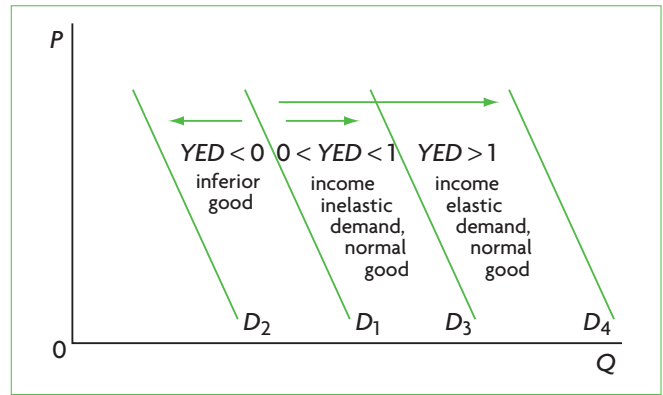 P
YED < 0
inferior
good
0 < YED < 1
income
inelastic
demand,
normal
good
YED > 1
income
elastic
demand,
normal
good
D2
D1
D3
D4
0
Q